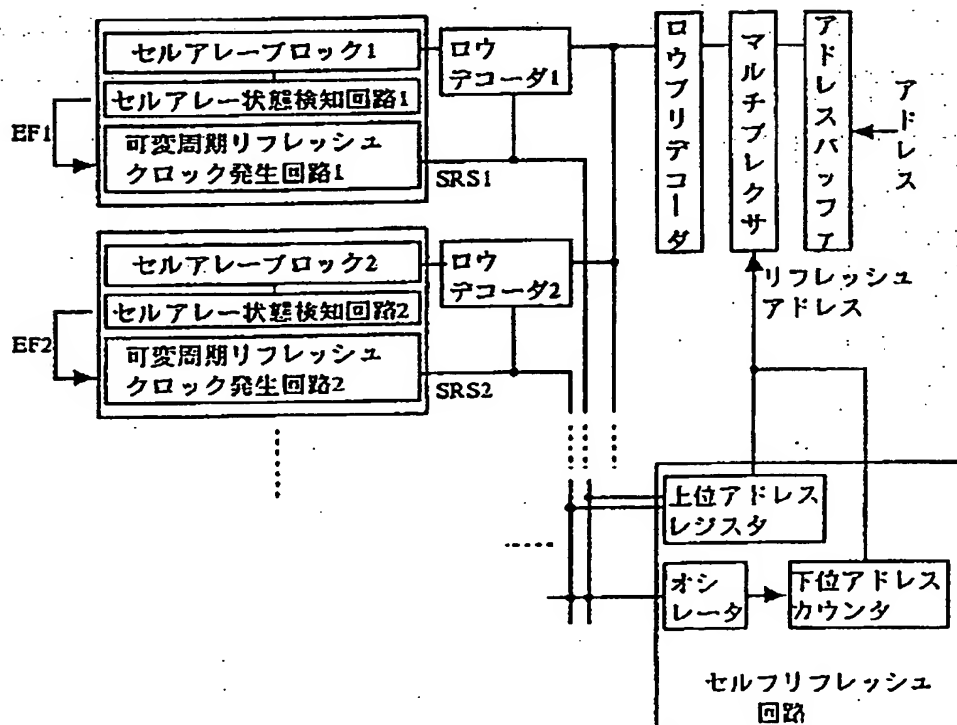 セルアレーブロック1
セルアレー状態検知回路1
可変周期リフレッシュ
クロック発生回路1
EF1
SRS1
ロウ
デコーダ1
ロウプリデコーダ
マルチプレクサ
アドレスバッファ
アドレス
セルアレーブロック2
セルアレー状態検知回路2
可変周期リフレッシュ
クロック発生回路2
EF2
SRS2
ロウ
デコーダ2
リフレッシュ
アドレス
上位アドレス
レジスタ
オシ
レータ
下位アドレス
カウンタ
セルフリフレッシュ
回路